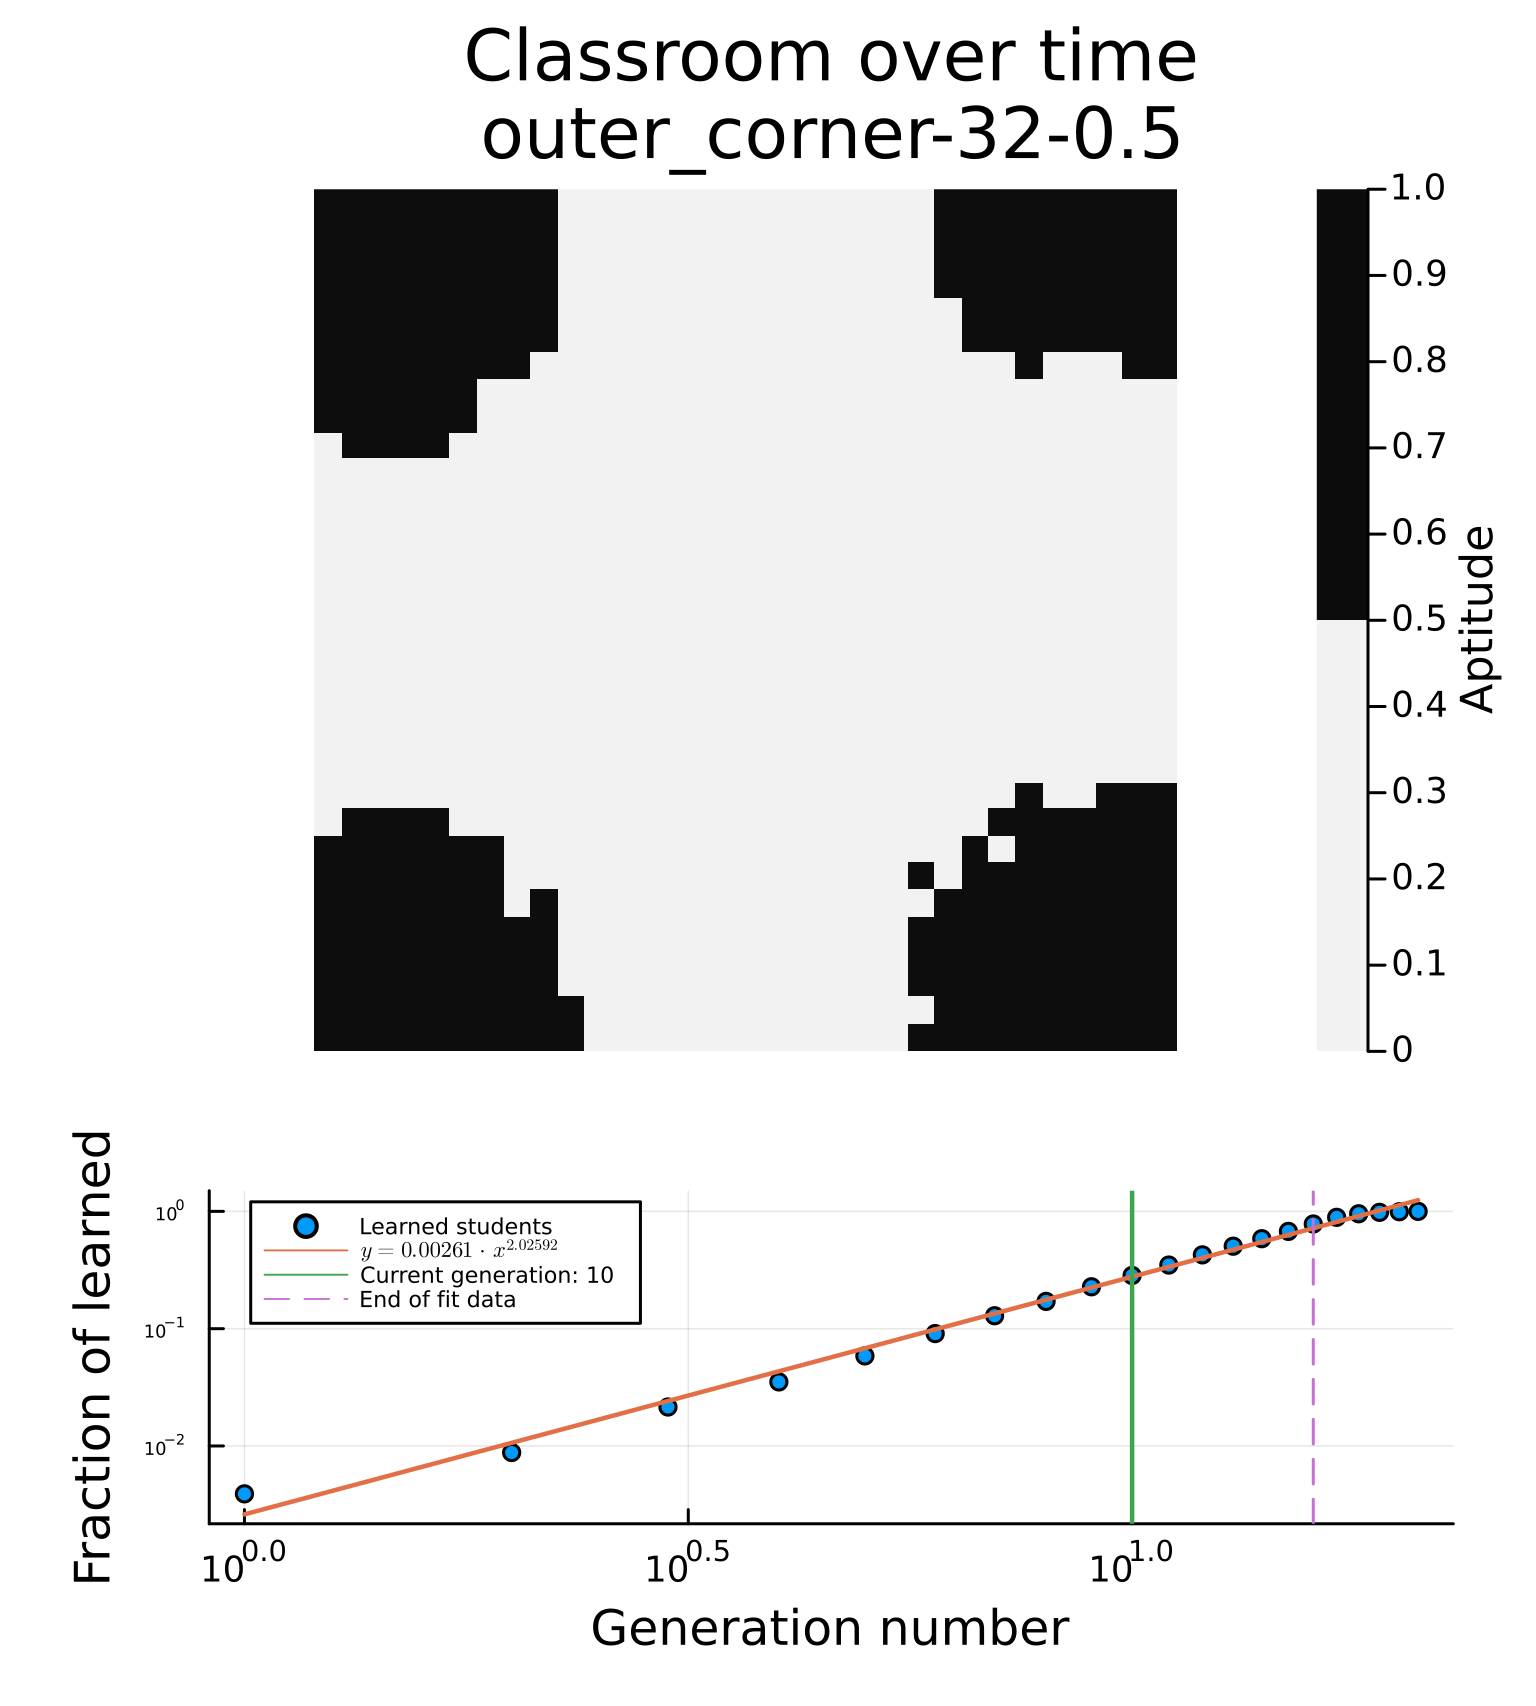 Classroom over time
outer_corner-32-0.5
1.0
0.9
0.8
0.7
0.6
0.5
0.4
0.3
0.2
0.1
0
Aptitude
Fraction of learned
10^0
10^−1
10^−2
Learned students
y = 0.00261 · x^2.02592
Current generation: 10
End of fit data
10^0.0
10^0.5
10^1.0
Generation number